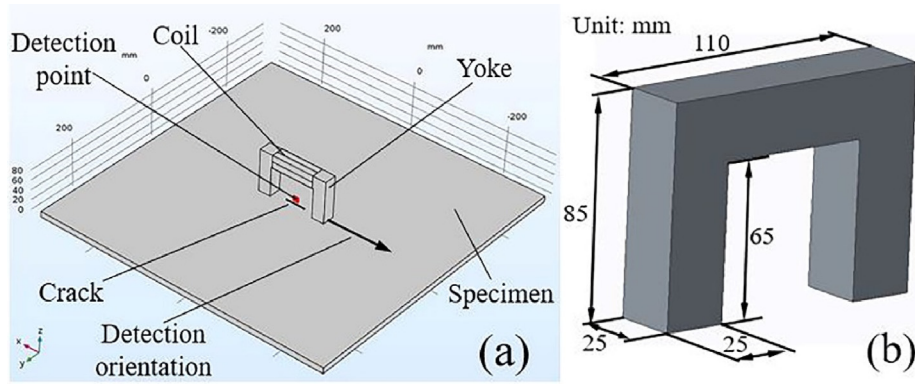 Detection
point
Coil
Yoke
-200
200
mm
0
mm
0
200
-200
80
60
40
20
0
Crack
Detection
orientation
Specimen
x
y
z
(a)
Unit: mm
110
85
65
25
25
(b)